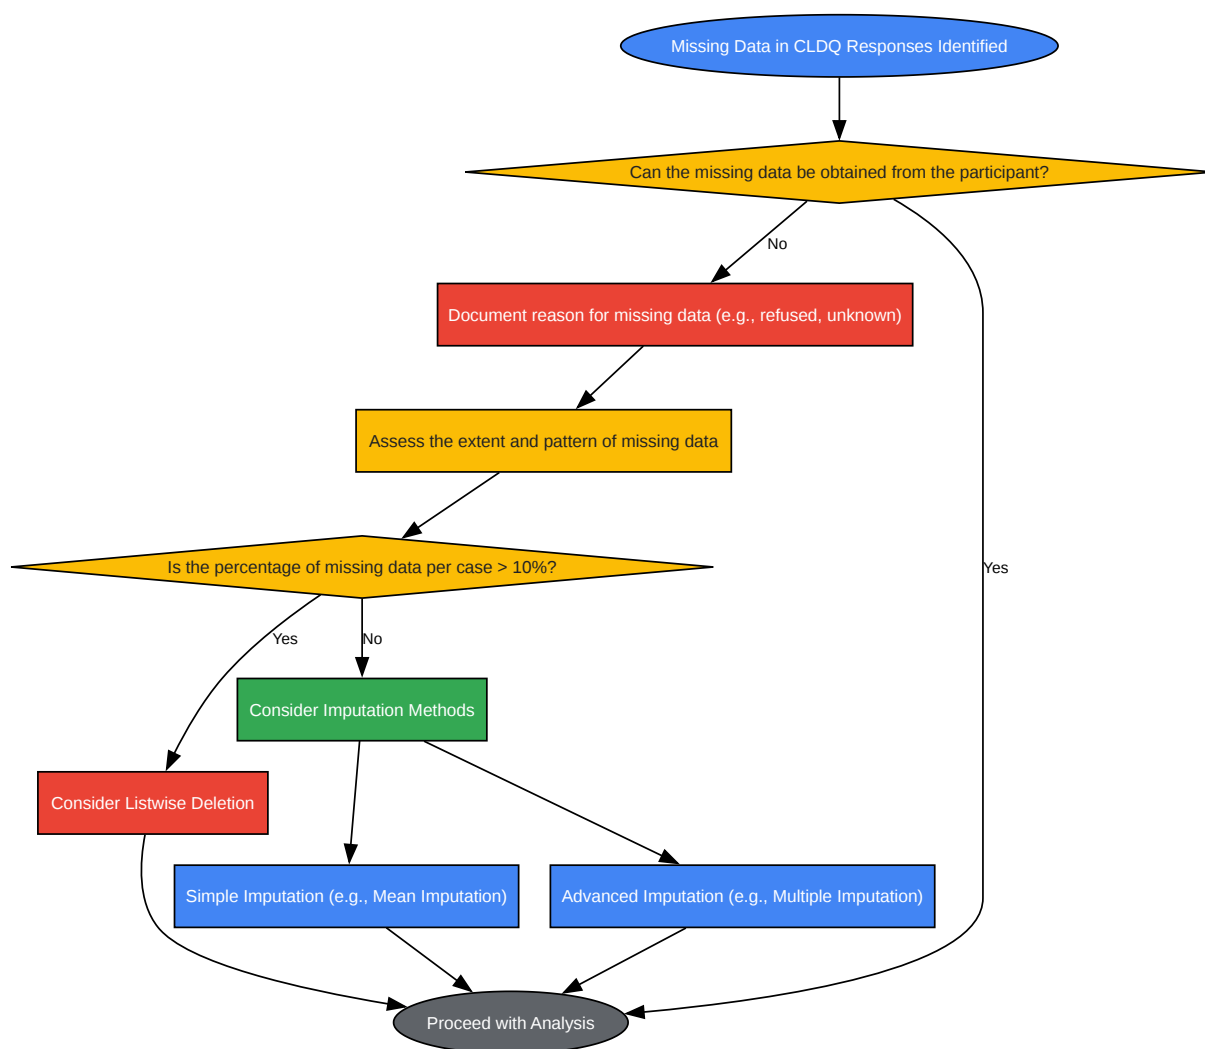 Missing Data in CLDQ Responses Identified
Can the missing data be obtained from the participant?
No
Document reason for missing data (e.g., refused, unknown)
Assess the extent and pattern of missing data
Is the percentage of missing data per case > 10%?
Yes
Yes
No
Consider Imputation Methods
Consider Listwise Deletion
Simple Imputation (e.g., Mean Imputation)
Advanced Imputation (e.g., Multiple Imputation)
Proceed with Analysis